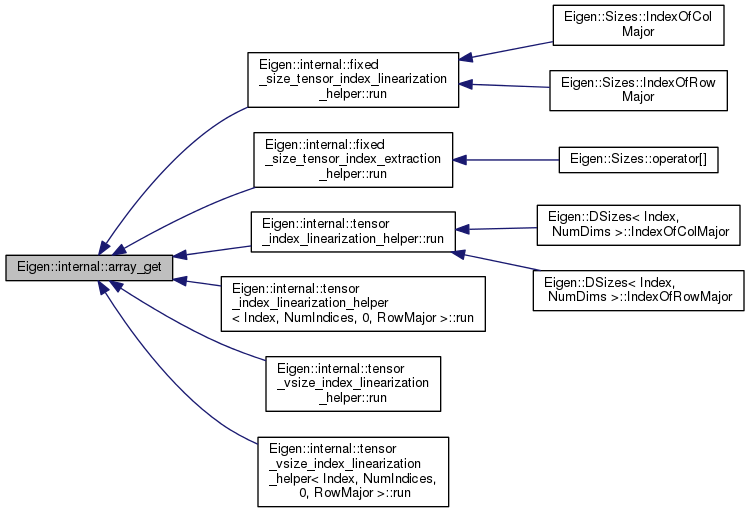 Eigen::internal::array_get
Eigen::internal::fixed
_size_tensor_index_linearization
_helper::run
Eigen::Sizes::IndexOfCol
Major
Eigen::Sizes::IndexOfRow
Major
Eigen::internal::fixed
_size_tensor_index_extraction
_helper::run
Eigen::Sizes::operator[]
Eigen::internal::tensor
_index_linearization_helper::run
Eigen::DSizes< Index,
NumDims >::IndexOfColMajor
Eigen::DSizes< Index,
NumDims >::IndexOfRowMajor
Eigen::internal::tensor
_index_linearization_helper
< Index, NumIndices, 0, RowMajor >::run
Eigen::internal::tensor
_vsize_index_linearization
_helper::run
Eigen::internal::tensor
_vsize_index_linearization
_helper< Index, NumIndices,
0, RowMajor >::run